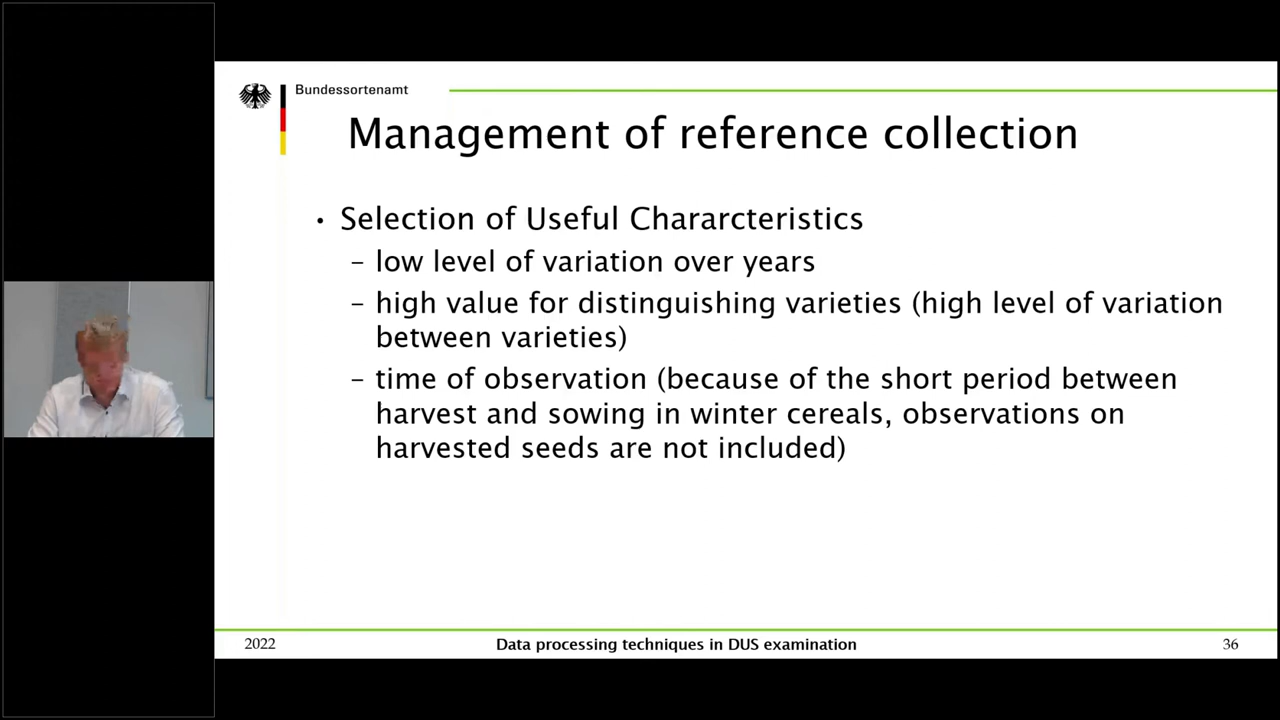 Bundessortenamt
Management of reference collection
• Selection of Useful Chararcteristics
– low level of variation over years
– high value for distinguishing varieties (high level of variation
between varieties)
– time of observation (because of the short period between
harvest and sowing in winter cereals, observations on
harvested seeds are not included)
2022
Data processing techniques in DUS examination
36